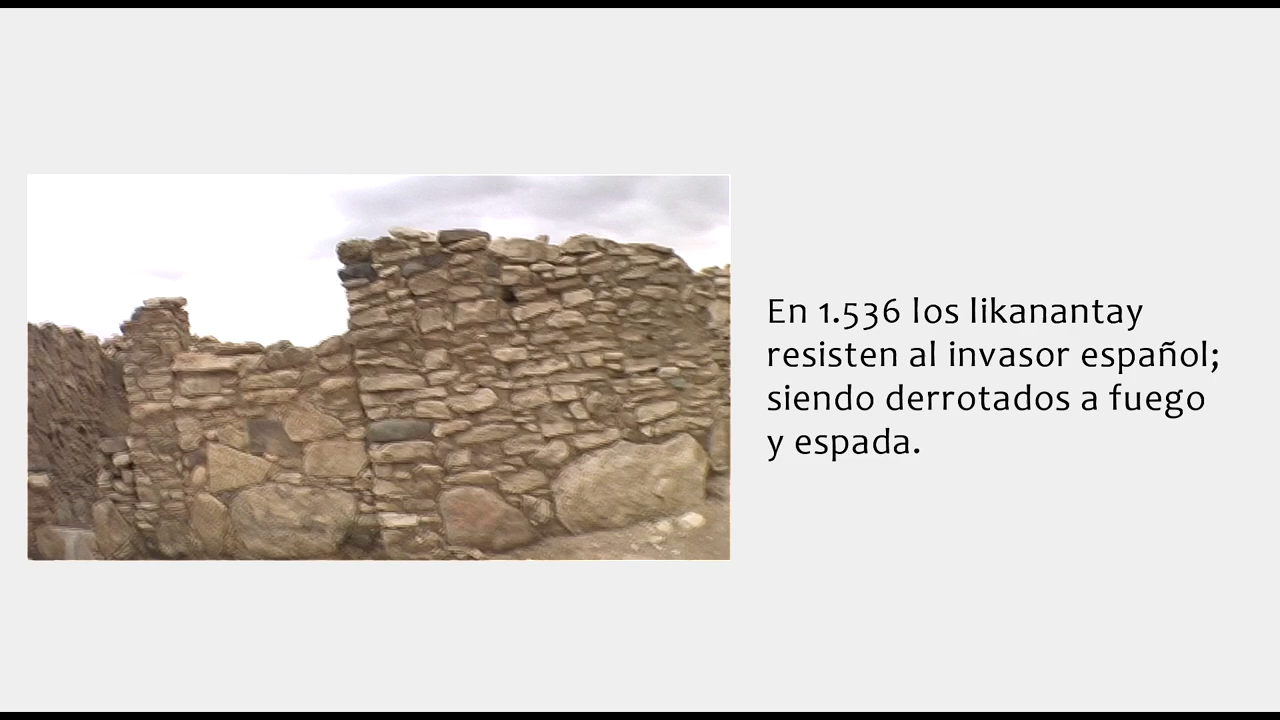 En 1.536 los likanantay
resisten al invasor español;
siendo derrotados a fuego
y espada.